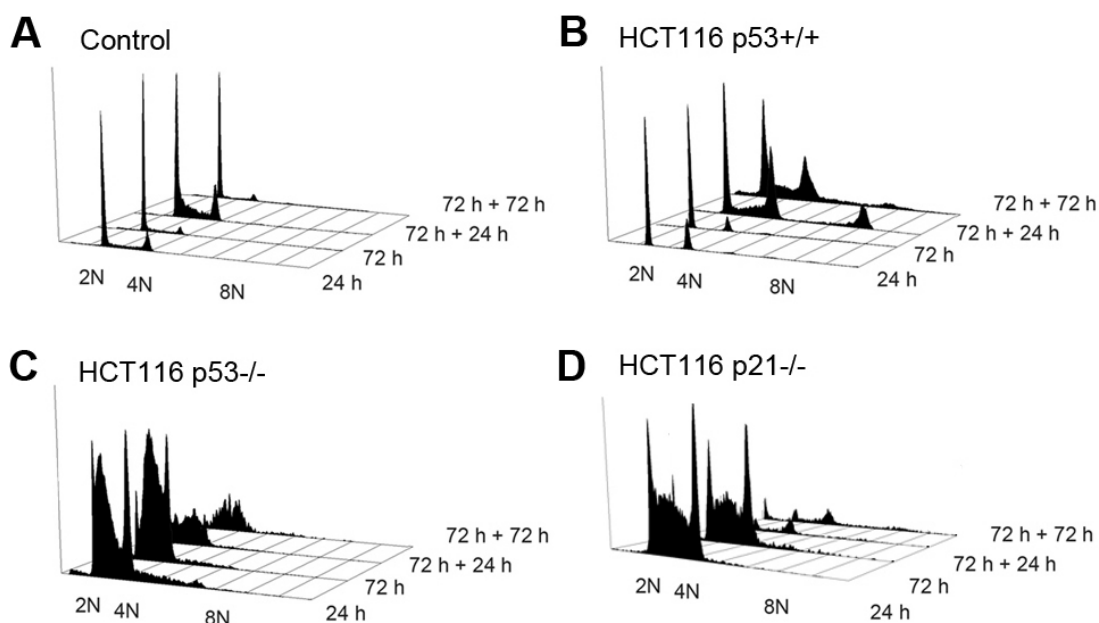 A Control
72 h + 72 h
72 h + 24 h
72 h
24 h
2N 4N 8N
B HCT116 p53+/+
72 h + 72 h
72 h + 24 h
72 h
24 h
2N 4N 8N
C HCT116 p53-/-
72 h + 72 h
72 h + 24 h
72 h
24 h
2N 4N 8N
D HCT116 p21-/-
72 h + 72 h
72 h + 24 h
72 h
24 h
2N 4N 8N